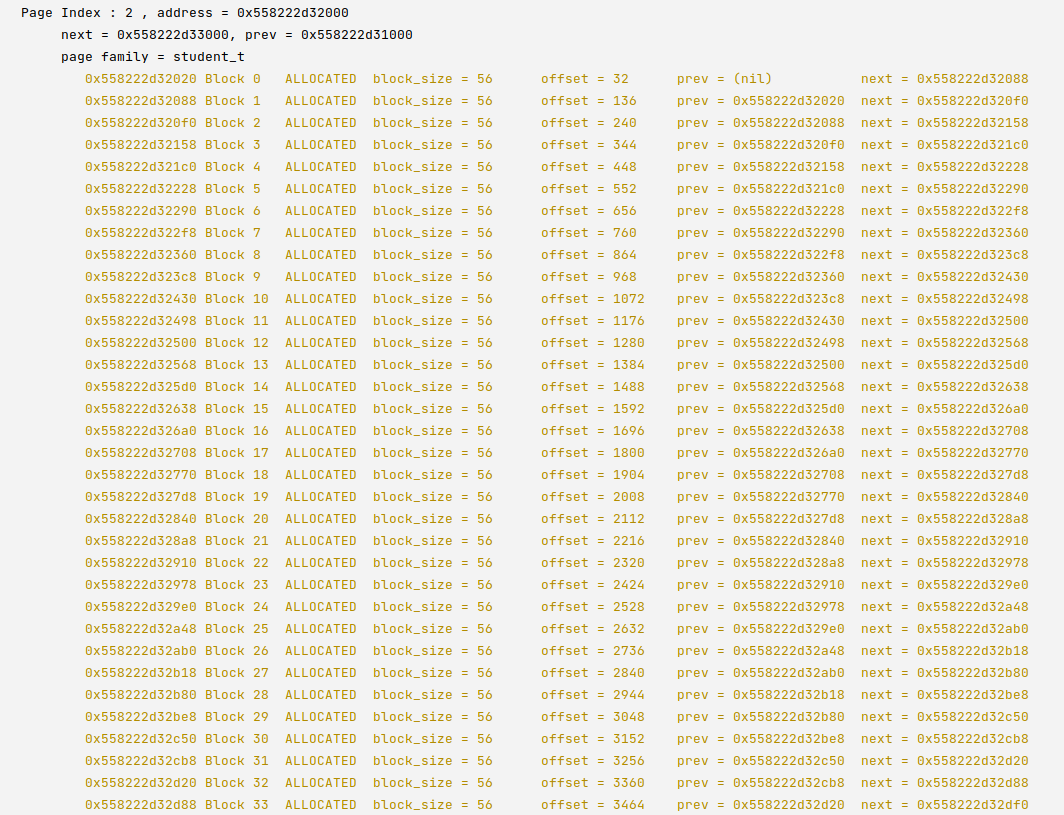 Page Index : 2 , address = 0x558222d32000
next = 0x558222d33000, prev = 0x558222d31000
page family = student_t
0x558222d32020 Block 0 ALLOCATED block_size = 56 offset = 32 prev = (nil) next = 0x558222d32088
0x558222d32088 Block 1 ALLOCATED block_size = 56 offset = 136 prev = 0x558222d32020 next = 0x558222d320f0
0x558222d320f0 Block 2 ALLOCATED block_size = 56 offset = 240 prev = 0x558222d32088 next = 0x558222d32158
0x558222d32158 Block 3 ALLOCATED block_size = 56 offset = 344 prev = 0x558222d320f0 next = 0x558222d321c0
0x558222d321c0 Block 4 ALLOCATED block_size = 56 offset = 448 prev = 0x558222d32158 next = 0x558222d32228
0x558222d32228 Block 5 ALLOCATED block_size = 56 offset = 552 prev = 0x558222d321c0 next = 0x558222d32290
0x558222d32290 Block 6 ALLOCATED block_size = 56 offset = 656 prev = 0x558222d32228 next = 0x558222d322f8
0x558222d322f8 Block 7 ALLOCATED block_size = 56 offset = 760 prev = 0x558222d32290 next = 0x558222d32360
0x558222d32360 Block 8 ALLOCATED block_size = 56 offset = 864 prev = 0x558222d322f8 next = 0x558222d323c8
0x558222d323c8 Block 9 ALLOCATED block_size = 56 offset = 968 prev = 0x558222d32360 next = 0x558222d32430
0x558222d32430 Block 10 ALLOCATED block_size = 56 offset = 1072 prev = 0x558222d323c8 next = 0x558222d32498
0x558222d32498 Block 11 ALLOCATED block_size = 56 offset = 1176 prev = 0x558222d32430 next = 0x558222d32500
0x558222d32500 Block 12 ALLOCATED block_size = 56 offset = 1280 prev = 0x558222d32498 next = 0x558222d32568
0x558222d32568 Block 13 ALLOCATED block_size = 56 offset = 1384 prev = 0x558222d32500 next = 0x558222d325d0
0x558222d325d0 Block 14 ALLOCATED block_size = 56 offset = 1488 prev = 0x558222d32568 next = 0x558222d32638
0x558222d32638 Block 15 ALLOCATED block_size = 56 offset = 1592 prev = 0x558222d325d0 next = 0x558222d326a0
0x558222d326a0 Block 16 ALLOCATED block_size = 56 offset = 1696 prev = 0x558222d32638 next = 0x558222d32708
0x558222d32708 Block 17 ALLOCATED block_size = 56 offset = 1800 prev = 0x558222d326a0 next = 0x558222d32770
0x558222d32770 Block 18 ALLOCATED block_size = 56 offset = 1904 prev = 0x558222d32708 next = 0x558222d327d8
0x558222d327d8 Block 19 ALLOCATED block_size = 56 offset = 2008 prev = 0x558222d32770 next = 0x558222d32840
0x558222d32840 Block 20 ALLOCATED block_size = 56 offset = 2112 prev = 0x558222d327d8 next = 0x558222d328a8
0x558222d328a8 Block 21 ALLOCATED block_size = 56 offset = 2216 prev = 0x558222d32840 next = 0x558222d32910
0x558222d32910 Block 22 ALLOCATED block_size = 56 offset = 2320 prev = 0x558222d328a8 next = 0x558222d32978
0x558222d32978 Block 23 ALLOCATED block_size = 56 offset = 2424 prev = 0x558222d32910 next = 0x558222d329e0
0x558222d329e0 Block 24 ALLOCATED block_size = 56 offset = 2528 prev = 0x558222d32978 next = 0x558222d32a48
0x558222d32a48 Block 25 ALLOCATED block_size = 56 offset = 2632 prev = 0x558222d329e0 next = 0x558222d32ab0
0x558222d32ab0 Block 26 ALLOCATED block_size = 56 offset = 2736 prev = 0x558222d32a48 next = 0x558222d32b18
0x558222d32b18 Block 27 ALLOCATED block_size = 56 offset = 2840 prev = 0x558222d32ab0 next = 0x558222d32b80
0x558222d32b80 Block 28 ALLOCATED block_size = 56 offset = 2944 prev = 0x558222d32b18 next = 0x558222d32be8
0x558222d32be8 Block 29 ALLOCATED block_size = 56 offset = 3048 prev = 0x558222d32b80 next = 0x558222d32c50
0x558222d32c50 Block 30 ALLOCATED block_size = 56 offset = 3152 prev = 0x558222d32be8 next = 0x558222d32cb8
0x558222d32cb8 Block 31 ALLOCATED block_size = 56 offset = 3256 prev = 0x558222d32c50 next = 0x558222d32d20
0x558222d32d20 Block 32 ALLOCATED block_size = 56 offset = 3360 prev = 0x558222d32cb8 next = 0x558222d32d88
0x558222d32d88 Block 33 ALLOCATED block_size = 56 offset = 3464 prev = 0x558222d32d20 next = 0x558222d32df0